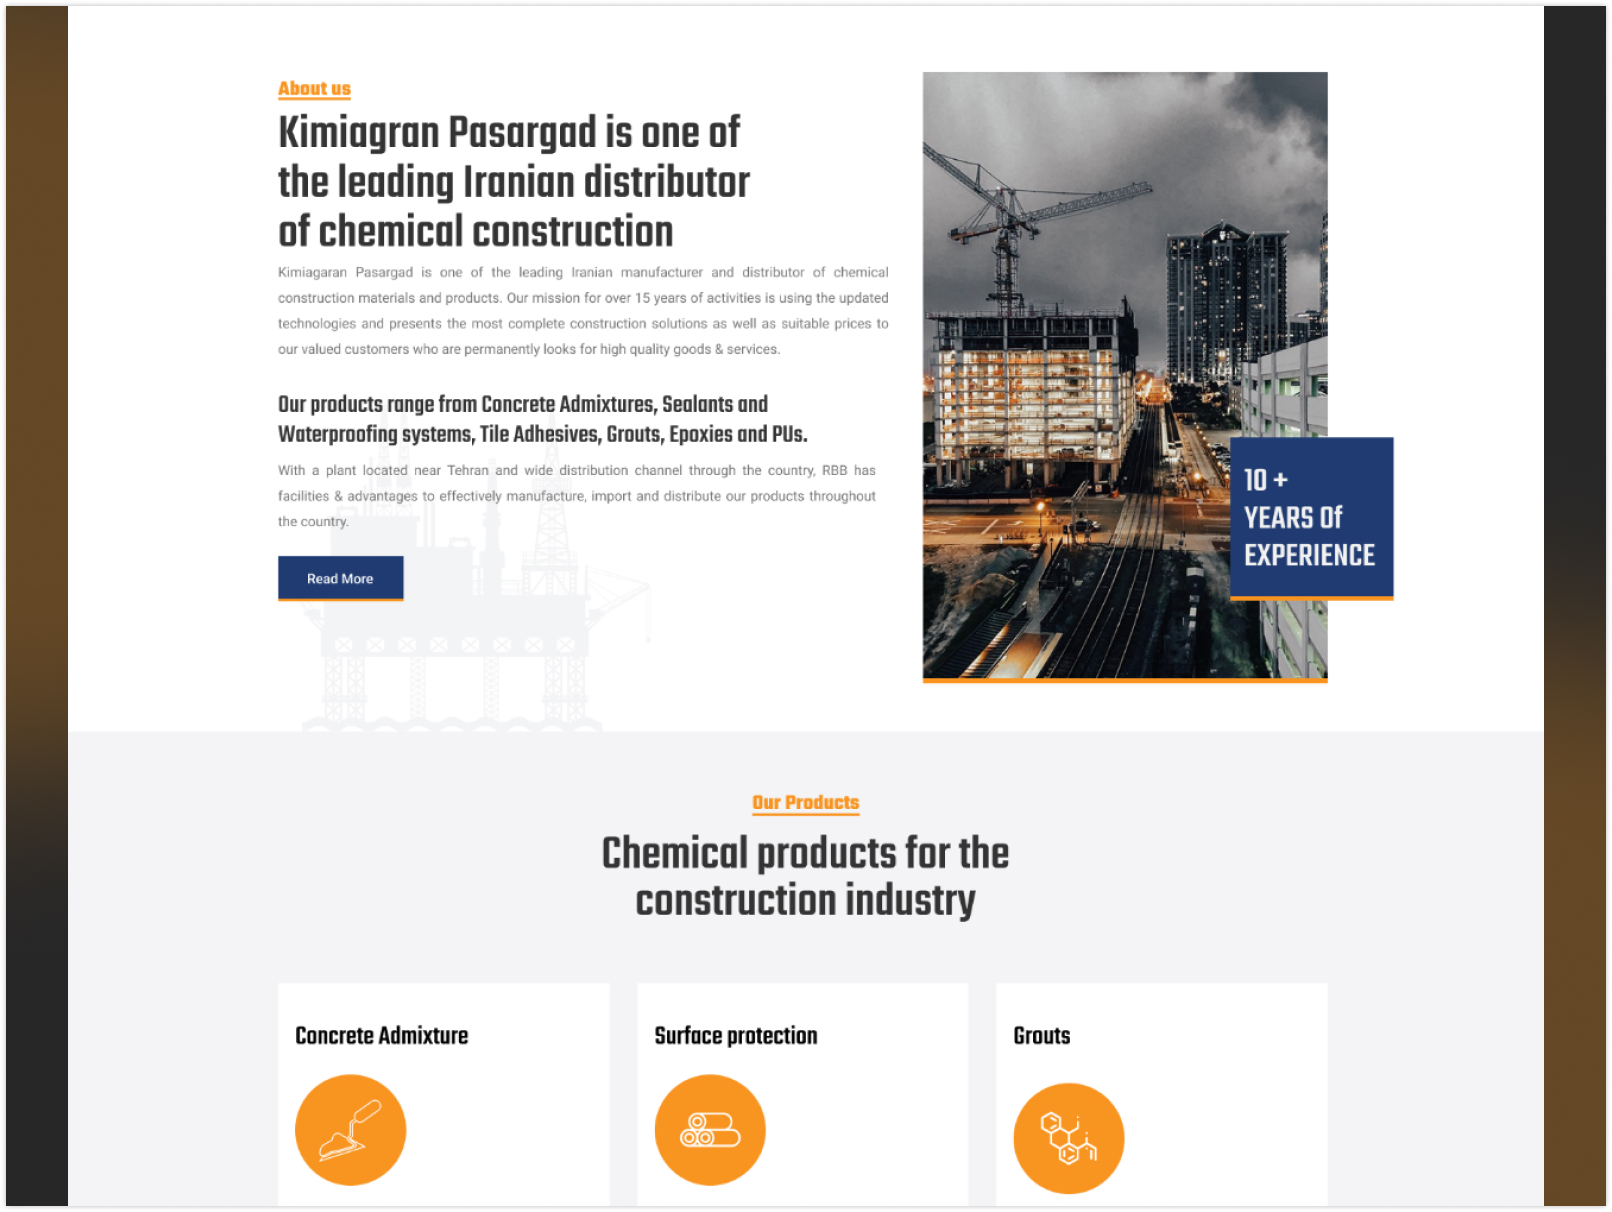 About us
Kimiagran Pasargad is one of
the leading Iranian distributor
of chemical construction
Kimiagaran Pasargad is one of the leading Iranian manufacturer and distributor of chemical
construction materials and products. Our mission for over 15 years of activities is using the updated
technologies and presents the most complete construction solutions as well as suitable prices to
our valued customers who are permanently looks for high quality goods & services.
Our products range from Concrete Admixtures, Sealants and
Waterproofing systems, Tile Adhesives, Grouts, Epoxies and PUs.
With a plant located near Tehran and wide distribution channel through the country, RBB has
facilities & advantages to effectively manufacture, import and distribute our products throughout
the country.
Read More
10 +
YEARS Of
EXPERIENCE
Our Products
Chemical products for the
construction industry
Concrete Admixture
Surface protection
Grouts